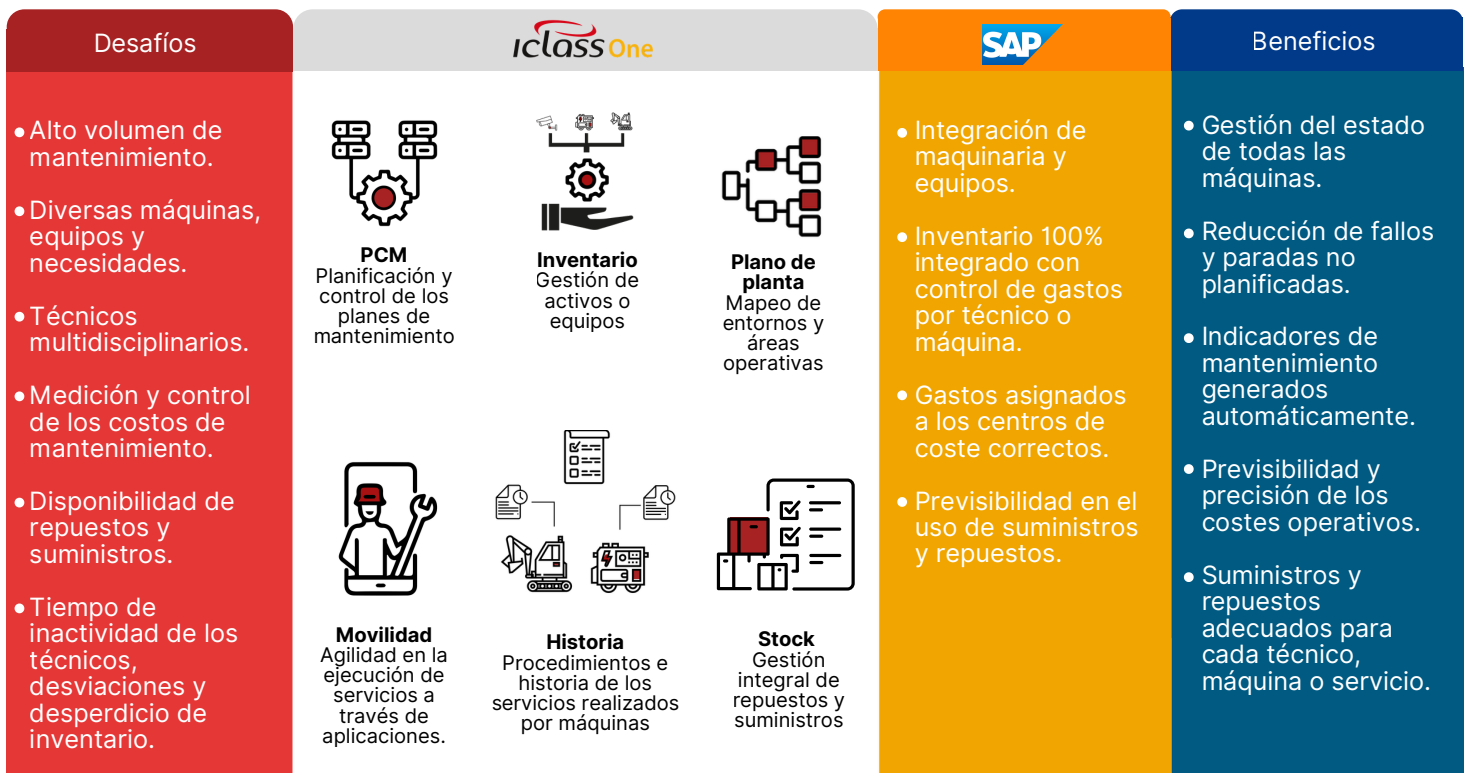 Desafíos
Alto volumen de
mantenimiento.
Diversas máquinas,
equipos y
necesidades.
Técnicos
multidisciplinarios.
Medición y control
de los costos de
mantenimiento.
Disponibilidad de
repuestos y
suministros.
Tiempo de
inactividad de los
técnicos,
desviaciones y
desperdicio de
inventario.
iclass One
PCM
Planificación y
control de los
planes de
mantenimiento
Inventario
Gestión de
activos o
equipos
Plano de
planta
Mapeo de
entornos y
áreas
operativas
Movilidad
Agilidad en la
ejecución de
servicios a
través de
aplicaciones.
Historia
Procedimientos e
historia de los
servicios realizados
por máquinas
Stock
Gestión
integral de
repuestos y
suministros
SAP
Integración de
maquinaria y
equipos.
Inventario 100%
integrado con
control de gastos
por técnico o
máquina.
Gastos asignados
a los centros de
coste correctos.
Previsibilidad en el
uso de suministros
y repuestos.
Beneficios
Gestión del estado
de todas las
máquinas.
Reducción de fallos
y paradas no
planificadas.
Indicadores de
mantenimiento
generados
automáticamente.
Previsibilidad y
precisión de los
costes operativos.
Suministros y
repuestos
adecuados para
cada técnico,
máquina o servicio.